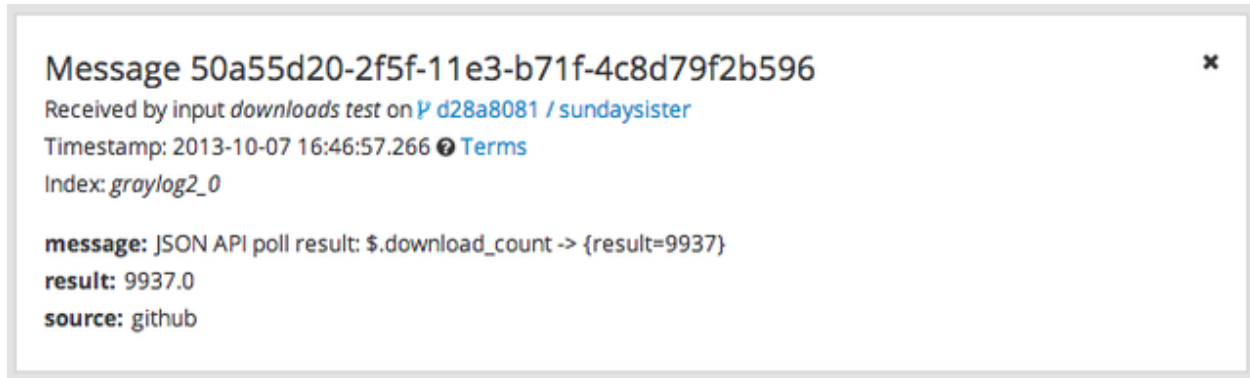 Message 50a55d20-2f5f-11e3-b71f-4c8d79f2b596
Received by input downloads test on d28a8081 / sundaysister
Timestamp: 2013-10-07 16:46:57.266 Terms
Index: graylog2_0
message: JSON API poll result: $.download_count -> {result=9937}
result: 9937.0
source: github